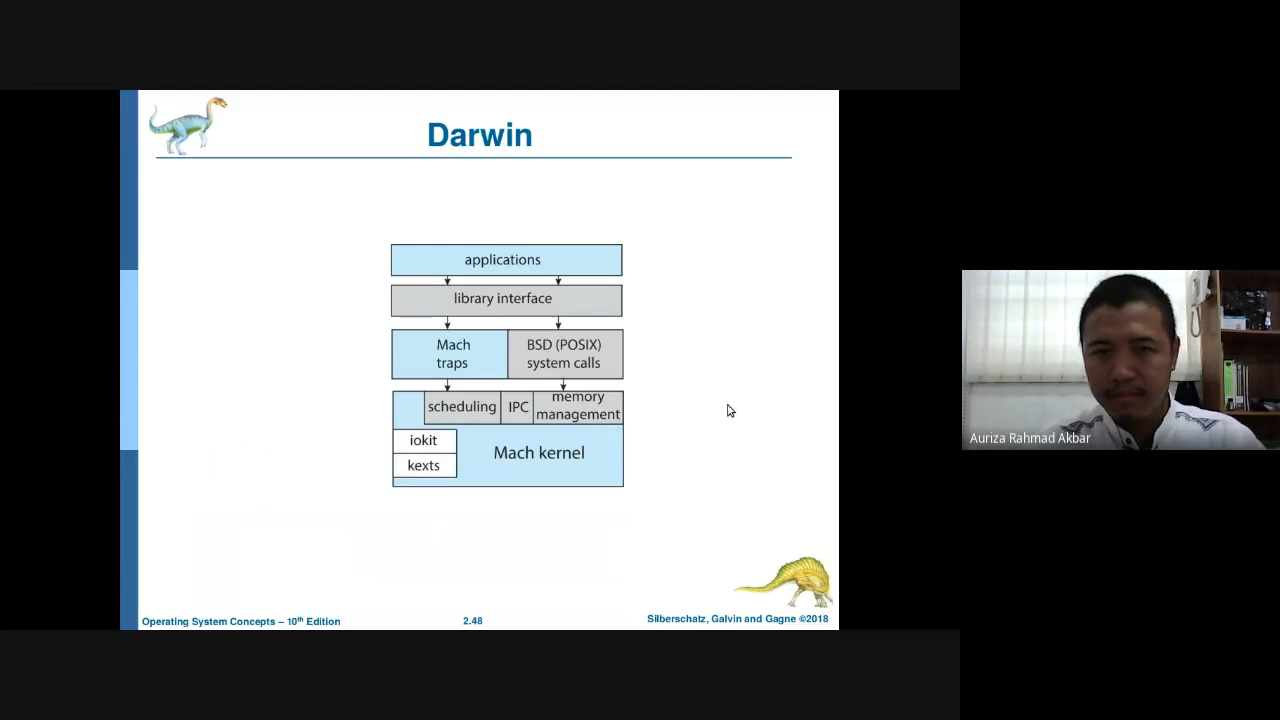 Darwin
applications
library interface
Mach
traps
BSD (POSIX)
system calls
scheduling
IPC
memory
management
iokit
kexts
Mach kernel
Auriza Rahmad Akbar
Operating System Concepts – 10th Edition
2.48
Silberschatz, Galvin and Gagne ©2018